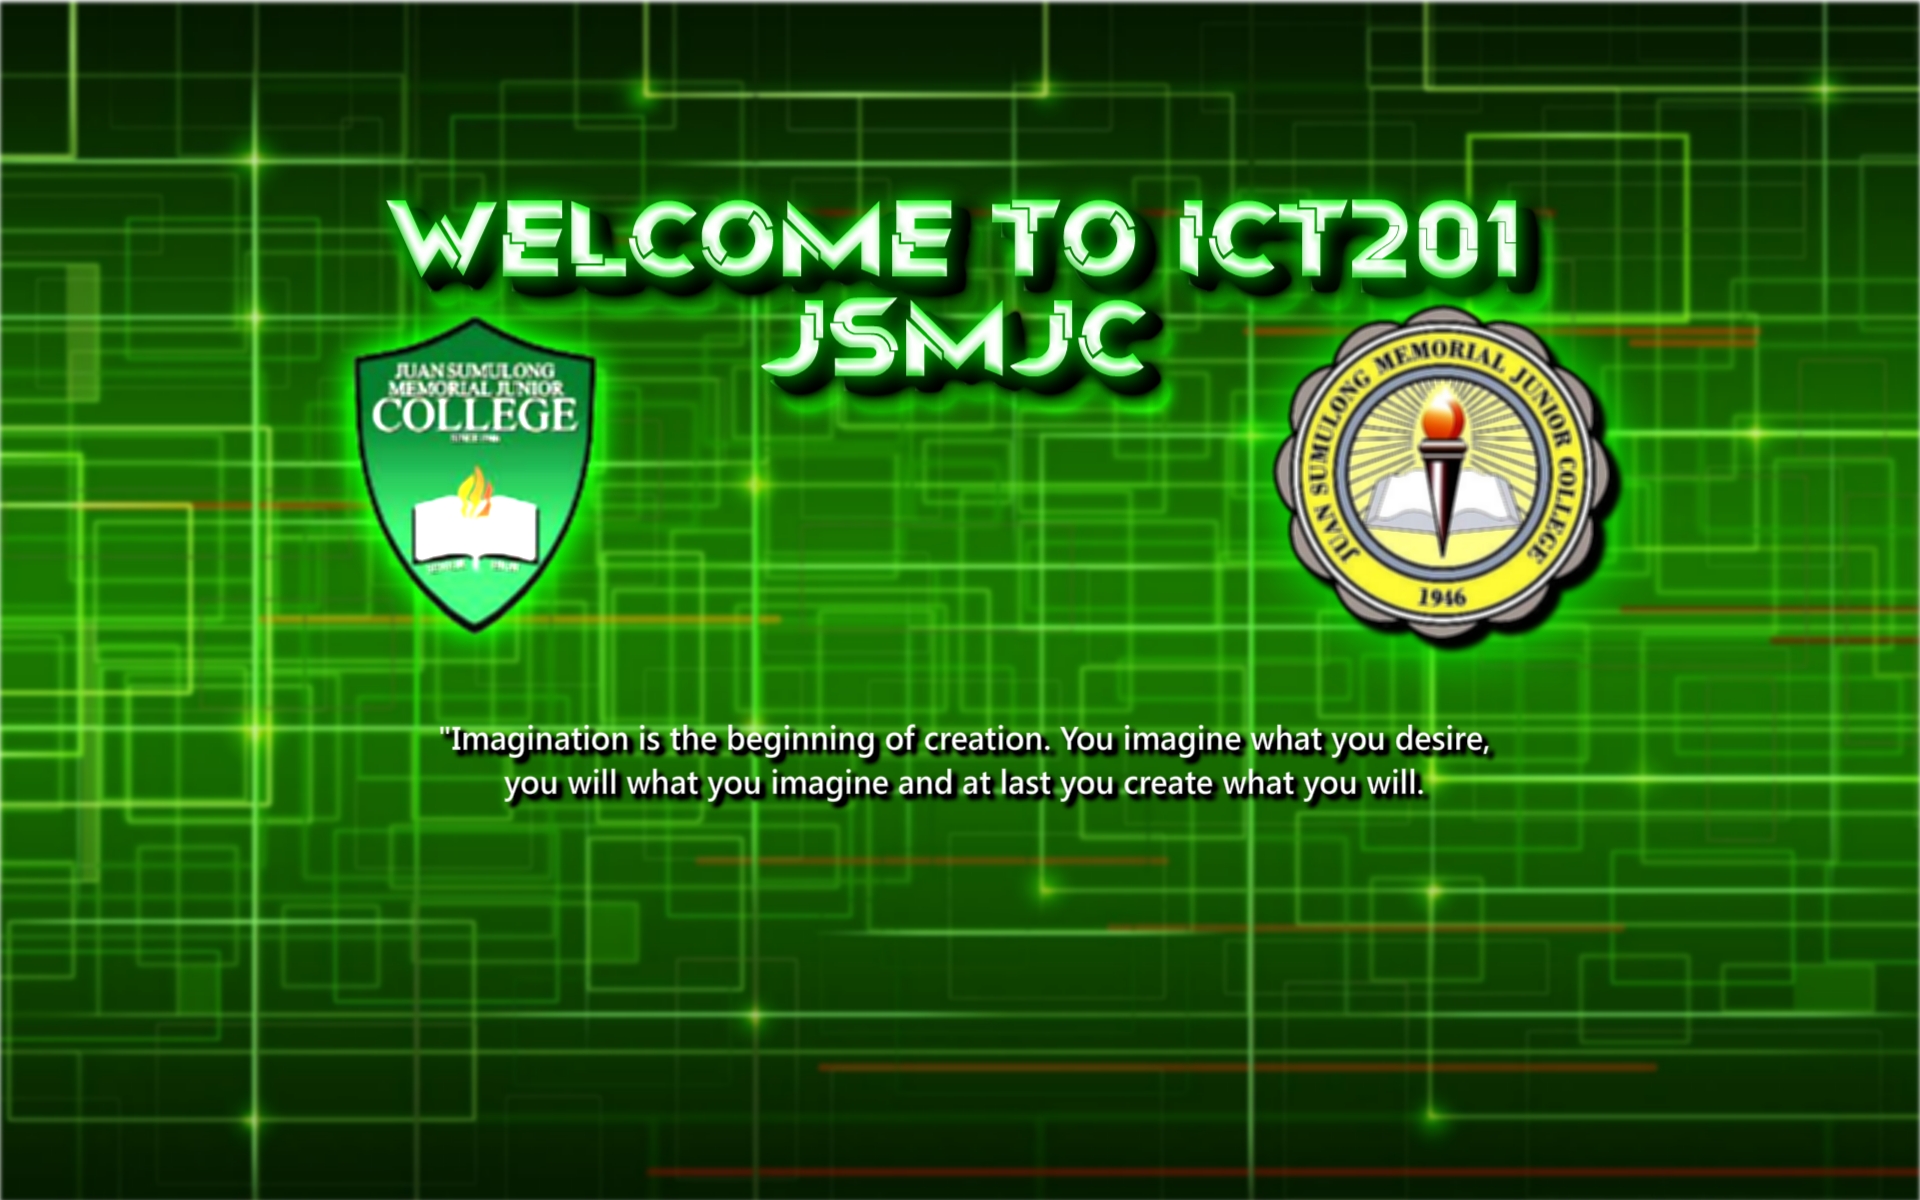 WELCOME TO ICT201
JSMJC
JUAN SUMULONG
MEMORIAL JUNIOR
COLLEGE
JUAN SUMULONG MEMORIAL JUNIOR COLLEGE
1946
"Imagination is the beginning of creation. You imagine what you desire,
you will what you imagine and at last you create what you will.